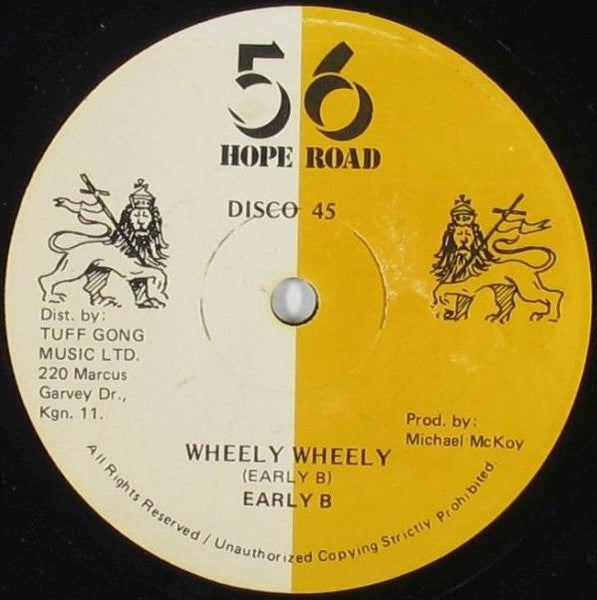 56
HOPE ROAD
DISCO 45
Dist. by:
TUFF GONG
MUSIC LTD.
220 Marcus
Garvey Dr.,
Kgn. 11.
Prod. by:
Michael McKoy
WHEELY WHEELY
(EARLY B)
EARLY B
All Rights Reserved / Unauthorized Copying Strictly Prohibited